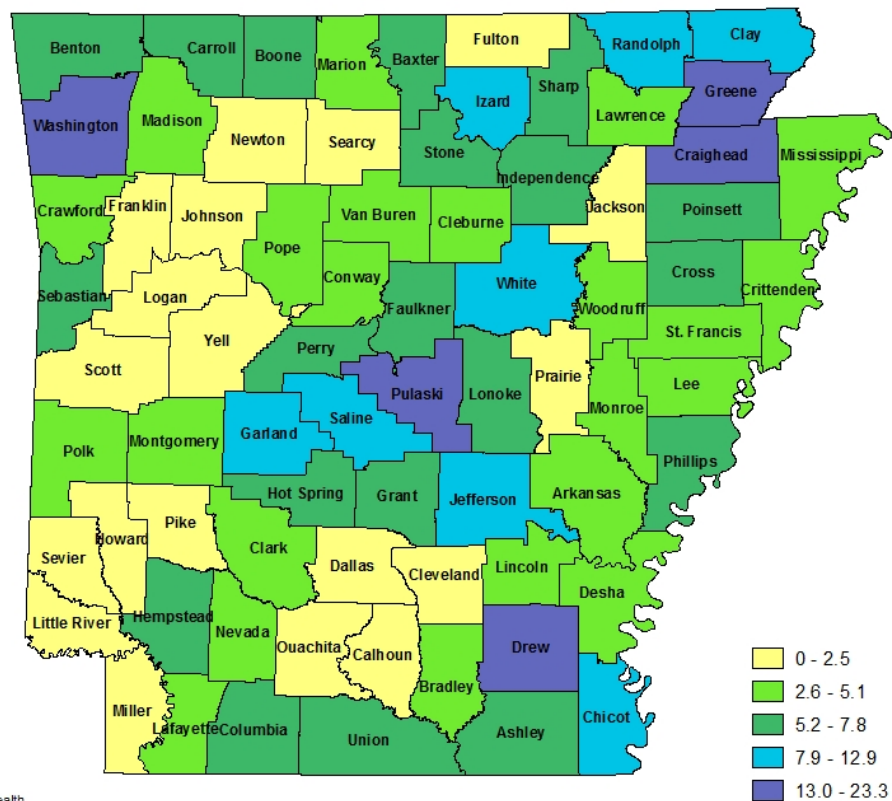 Benton
Carroll
Boone
Marion
Baxter
Fulton
Randolph
Clay
Izard
Sharp
Greene
Washington
Madison
Newton
Searcy
Stone
Lawrence
Craighead
Mississippi
Independence
Crawford
Franklin
Johnson
Van Buren
Cleburne
Jackson
Poinsett
Pope
Conway
Sebastian
Logan
Faulkner
White
Woodruff
Cross
Crittenden
Scott
Yell
Perry
Pulaski
Lonoke
Prairie
St. Francis
Lee
Monroe
Polk
Montgomery
Garland
Saline
Phillips
Hot Spring
Grant
Jefferson
Arkansas
Howard
Pike
Sevier
Clark
Dallas
Cleveland
Lincoln
Desha
Little River
Hempstead
Nevada
Ouachita
Calhoun
Drew
Bradley
Miller
Lafayette
Columbia
Union
Ashley
Chicot
0 - 2.5
2.6 - 5.1
5.2 - 7.8
7.9 - 12.9
13.0 - 23.3